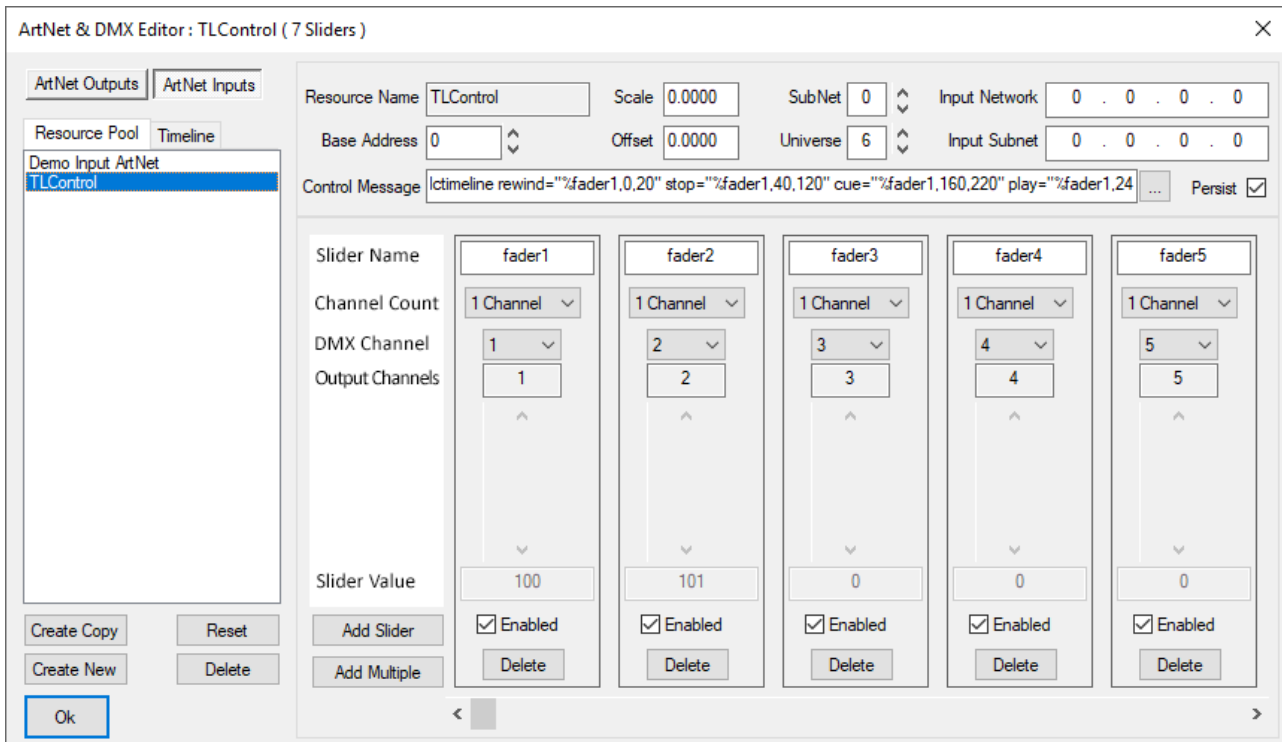 ArtNet & DMX Editor : TLControl ( 7 Sliders )
ArtNet Outputs ArtNet Inputs
Resource Pool Timeline
Demo Input ArtNet
TLControl
Create Copy Reset
Create New Delete
Ok
Resource Name TLControl Scale 0.0000 SubNet 0 Input Network 0 . 0 . 0 . 0
Base Address 0 Offset 0.0000 Universe 6 Input Subnet 0 . 0 . 0 . 0
Control Message lctimeline rewind="%fader1,0,20" stop="%fader1,40,120" cue="%fader1,160,220" play="%fader1,24 ... Persist
Slider Name fader1 fader2 fader3 fader4 fader5
Channel Count 1 Channel 1 Channel 1 Channel 1 Channel 1 Channel
DMX Channel 1 2 3 4 5
Output Channels 1 2 3 4 5
Slider Value 100 101 0 0 0
Add Slider Enabled Enabled Enabled Enabled Enabled
Add Multiple Delete Delete Delete Delete Delete